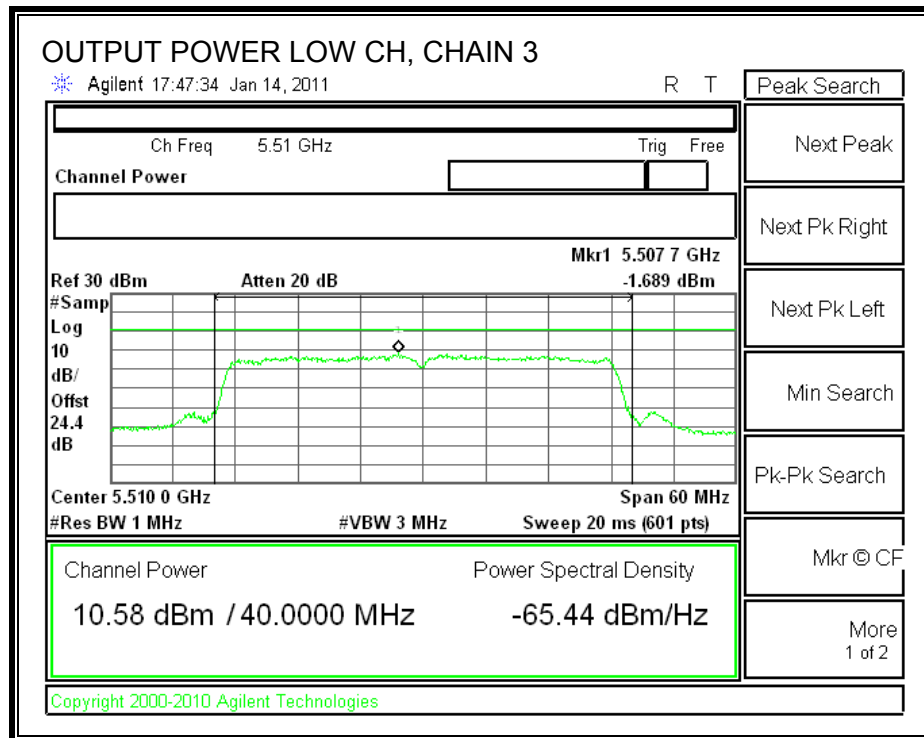 OUTPUT POWER LOW CH, CHAIN 3
Agilent 17:47:34 Jan 14, 2011 R T
Peak Search
Ch Freq 5.51 GHz Trig Free
Channel Power
Mkr1 5.507 7 GHz
Ref 30 dBm Atten 20 dB -1.689 dBm
#Samp
Log
10
dB/
Offst
24.4
dB
1
Center 5.510 0 GHz Span 60 MHz
#Res BW 1 MHz #VBW 3 MHz Sweep 20 ms (601 pts)
Channel Power Power Spectral Density
10.58 dBm / 40.0000 MHz -65.44 dBm/Hz
Copyright 2000-2010 Agilent Technologies
Next Peak
Next Pk Right
Next Pk Left
Min Search
Pk-Pk Search
Mkr © CF
More
1 of 2